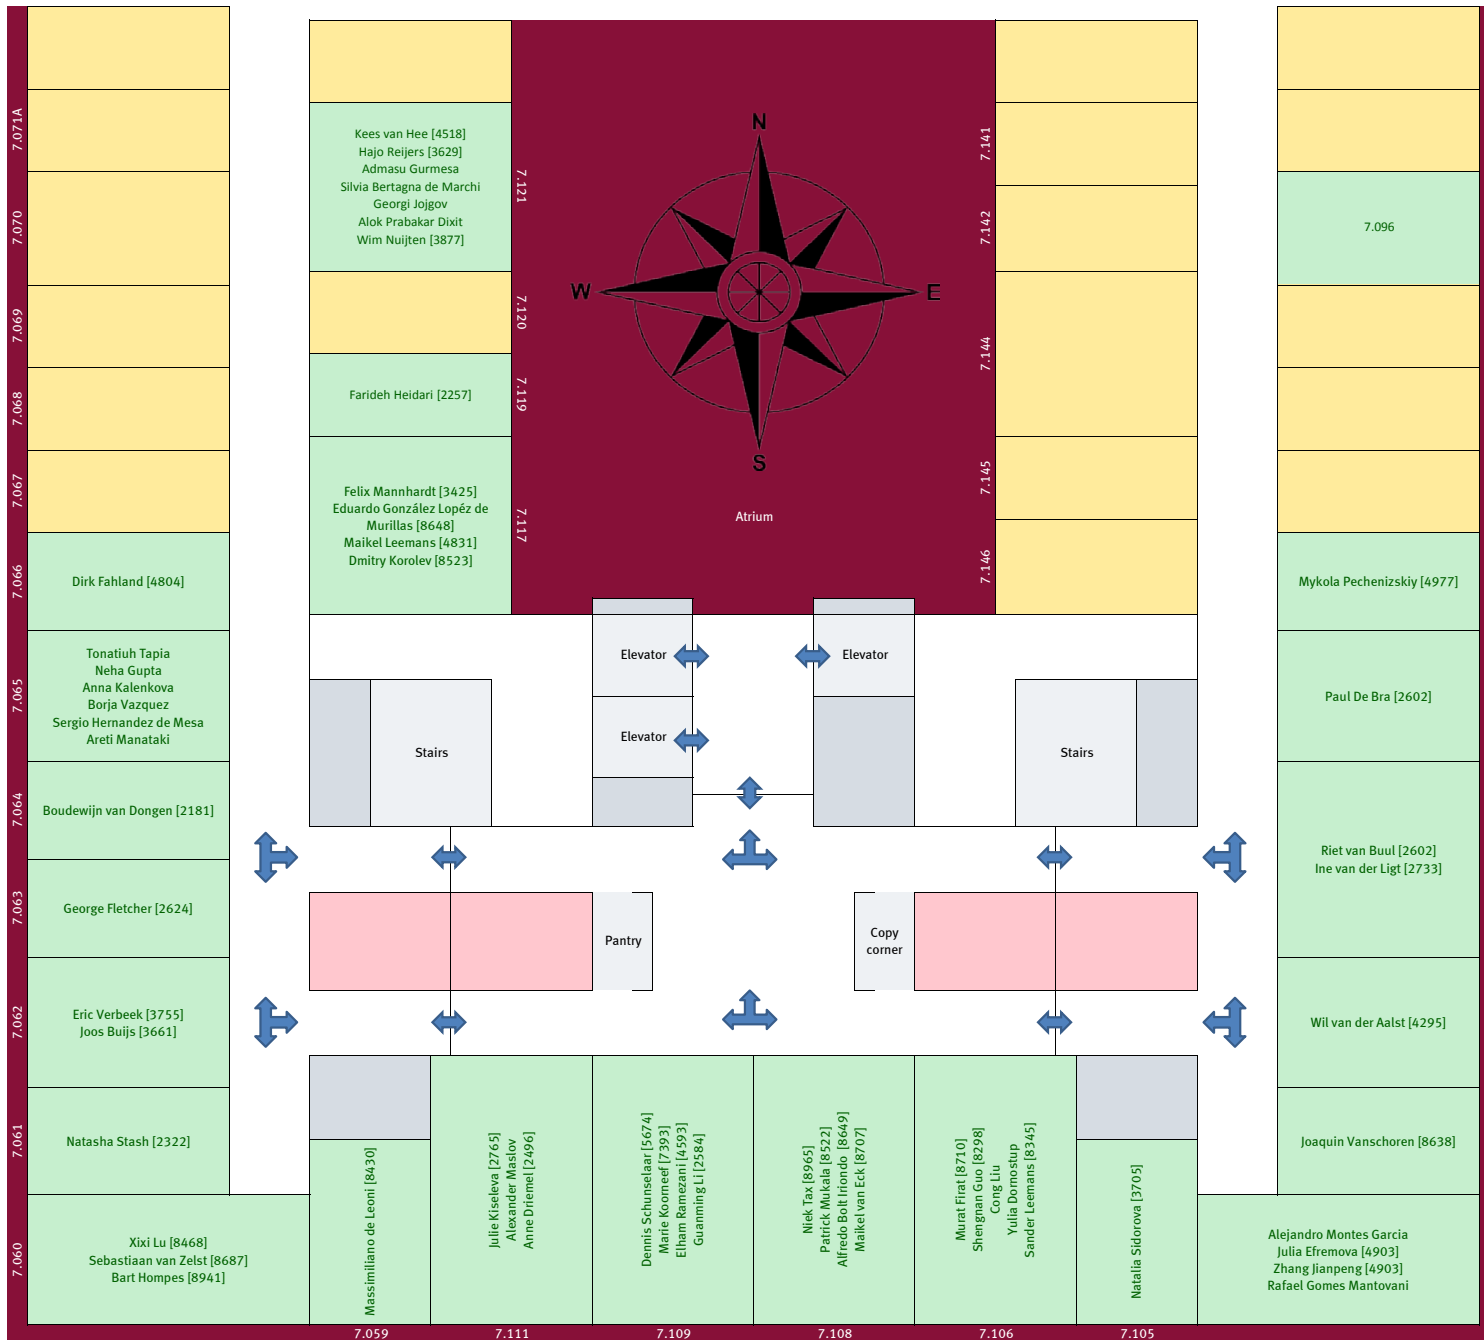 7.071A
7.070
7.069
7.068
7.067
7.066
7.065
7.064
7.063
7.062
7.061
7.060
Dirk Fahland [4804]
Tonatiuh Tapia
Neha Gupta
Anna Kalenkova
Borja Vazquez
Sergio Hernandez de Mesa
Areti Manataki
Boudewijn van Dongen [2181]
George Fletcher [2624]
Eric Verbeek [3755]
Joos Buijs [3661]
Natasha Stash [2322]
Xixi Lu [8468]
Sebastiaan van Zelst [8687]
Bart Hompes [8941]
Kees van Hee [4518]
Hajo Reijers [3629]
Admasu Gurmesa
Silvia Bertagna de Marchi
Georgi Jojgov
Alok Prabakar Dixit
Wim Nuijten [3877]
Farideh Heidari [2257]
Felix Mannhardt [3425]
Eduardo González Lopéz de
Murillas [8648]
Maikel Leemans [4831]
Dmitry Korolev [8523]
7.121
7.120
7.119
7.117
N
W
E
S
Atrium
7.141
7.142
7.144
7.145
7.146
Elevator
Elevator
Elevator
Stairs
Stairs
Pantry
Copy
corner
7.096
Mykola Pechenizskiy [4977]
Paul De Bra [2602]
Riet van Buul [2602]
Ine van der Ligt [2733]
Wil van der Aalst [4295]
Joaquin Vanschoren [8638]
Alejandro Montes Garcia
Julia Efremova [4903]
Zhang Jianpeng [4903]
Rafael Gomes Mantovani
Massimiliano de Leoni [8430]
Julie Kiseleva [2765]
Alexander Maslov
Anne Driemel [2496]
Dennis Schunselaar [5674]
Marie Koorneef [7393]
Elham Ramezani [4593]
Guanming Li [2584]
Niek Tax [8965]
Patrick Mukala [8522]
Alfredo Bolt Iriondo [8649]
Maikel van Eck [8707]
Murat Firat [8710]
Shengnan Guo [8298]
Cong Liu
Yulia Dornostup
Sander Leemans [8345]
Natalia Sidorova [3705]
7.059
7.111
7.109
7.108
7.106
7.105